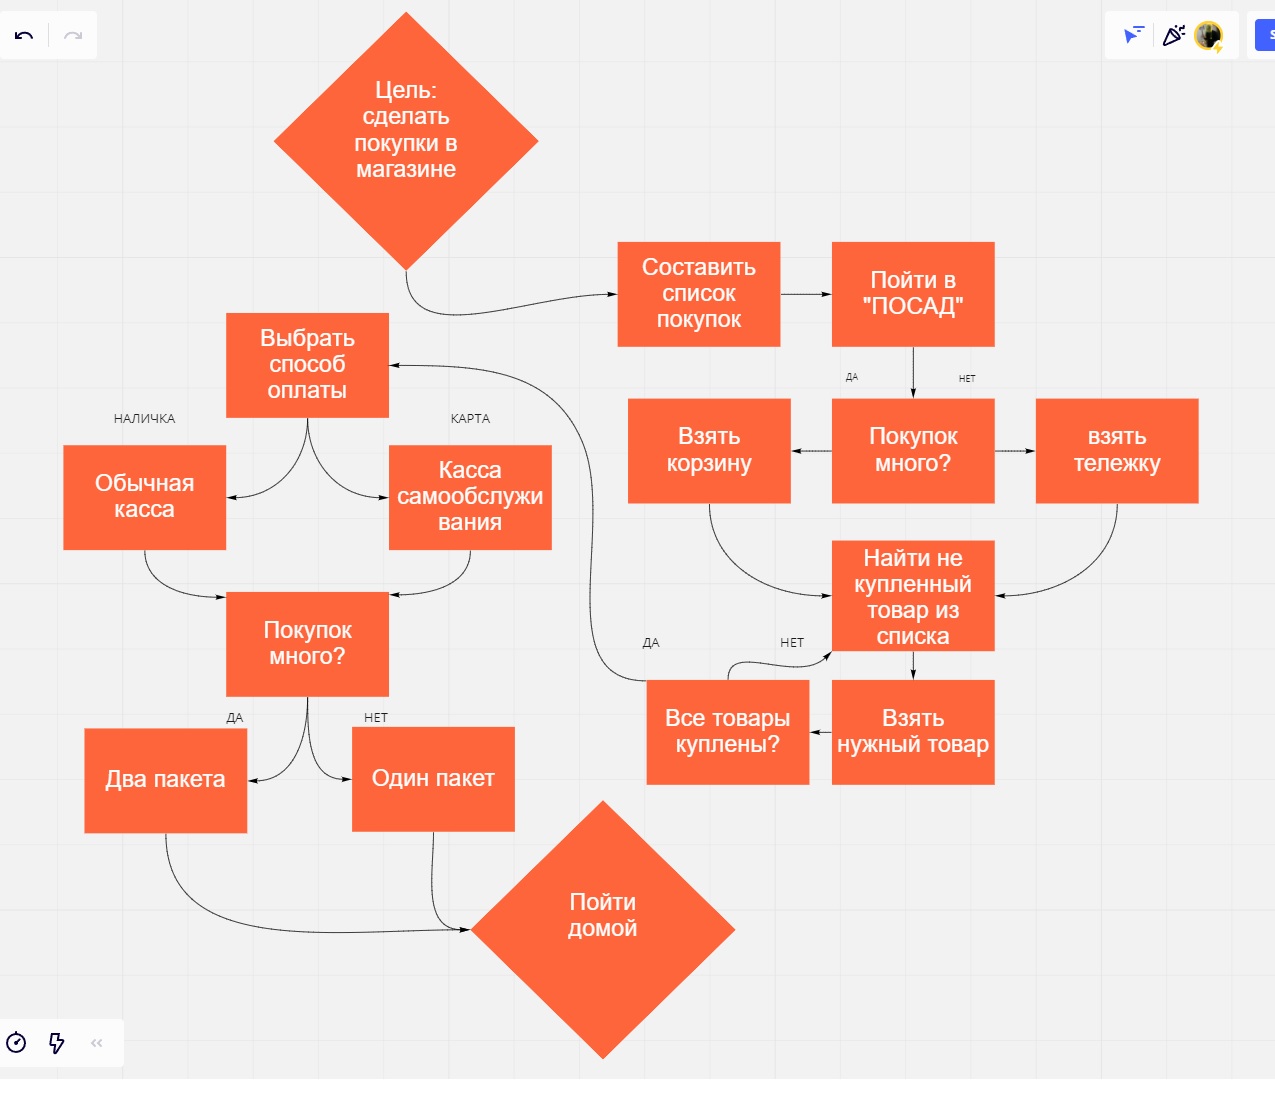 Цель:
сделать
покупки в
магазине
Составить
список
покупок
Пойти в
"ПОСАД"
Выбрать
способ
оплаты
ДА
НЕТ
НАЛИЧКА
КАРТА
Взять
корзину
Покупок
много?
взять
тележку
Обычная
касса
Касса
самообслужи
вания
Найти не
купленный
товар из
списка
Покупок
много?
ДА
НЕТ
Все товары
куплены?
Взять
нужный товар
ДА
НЕТ
Два пакета
Один пакет
Пойти
домой